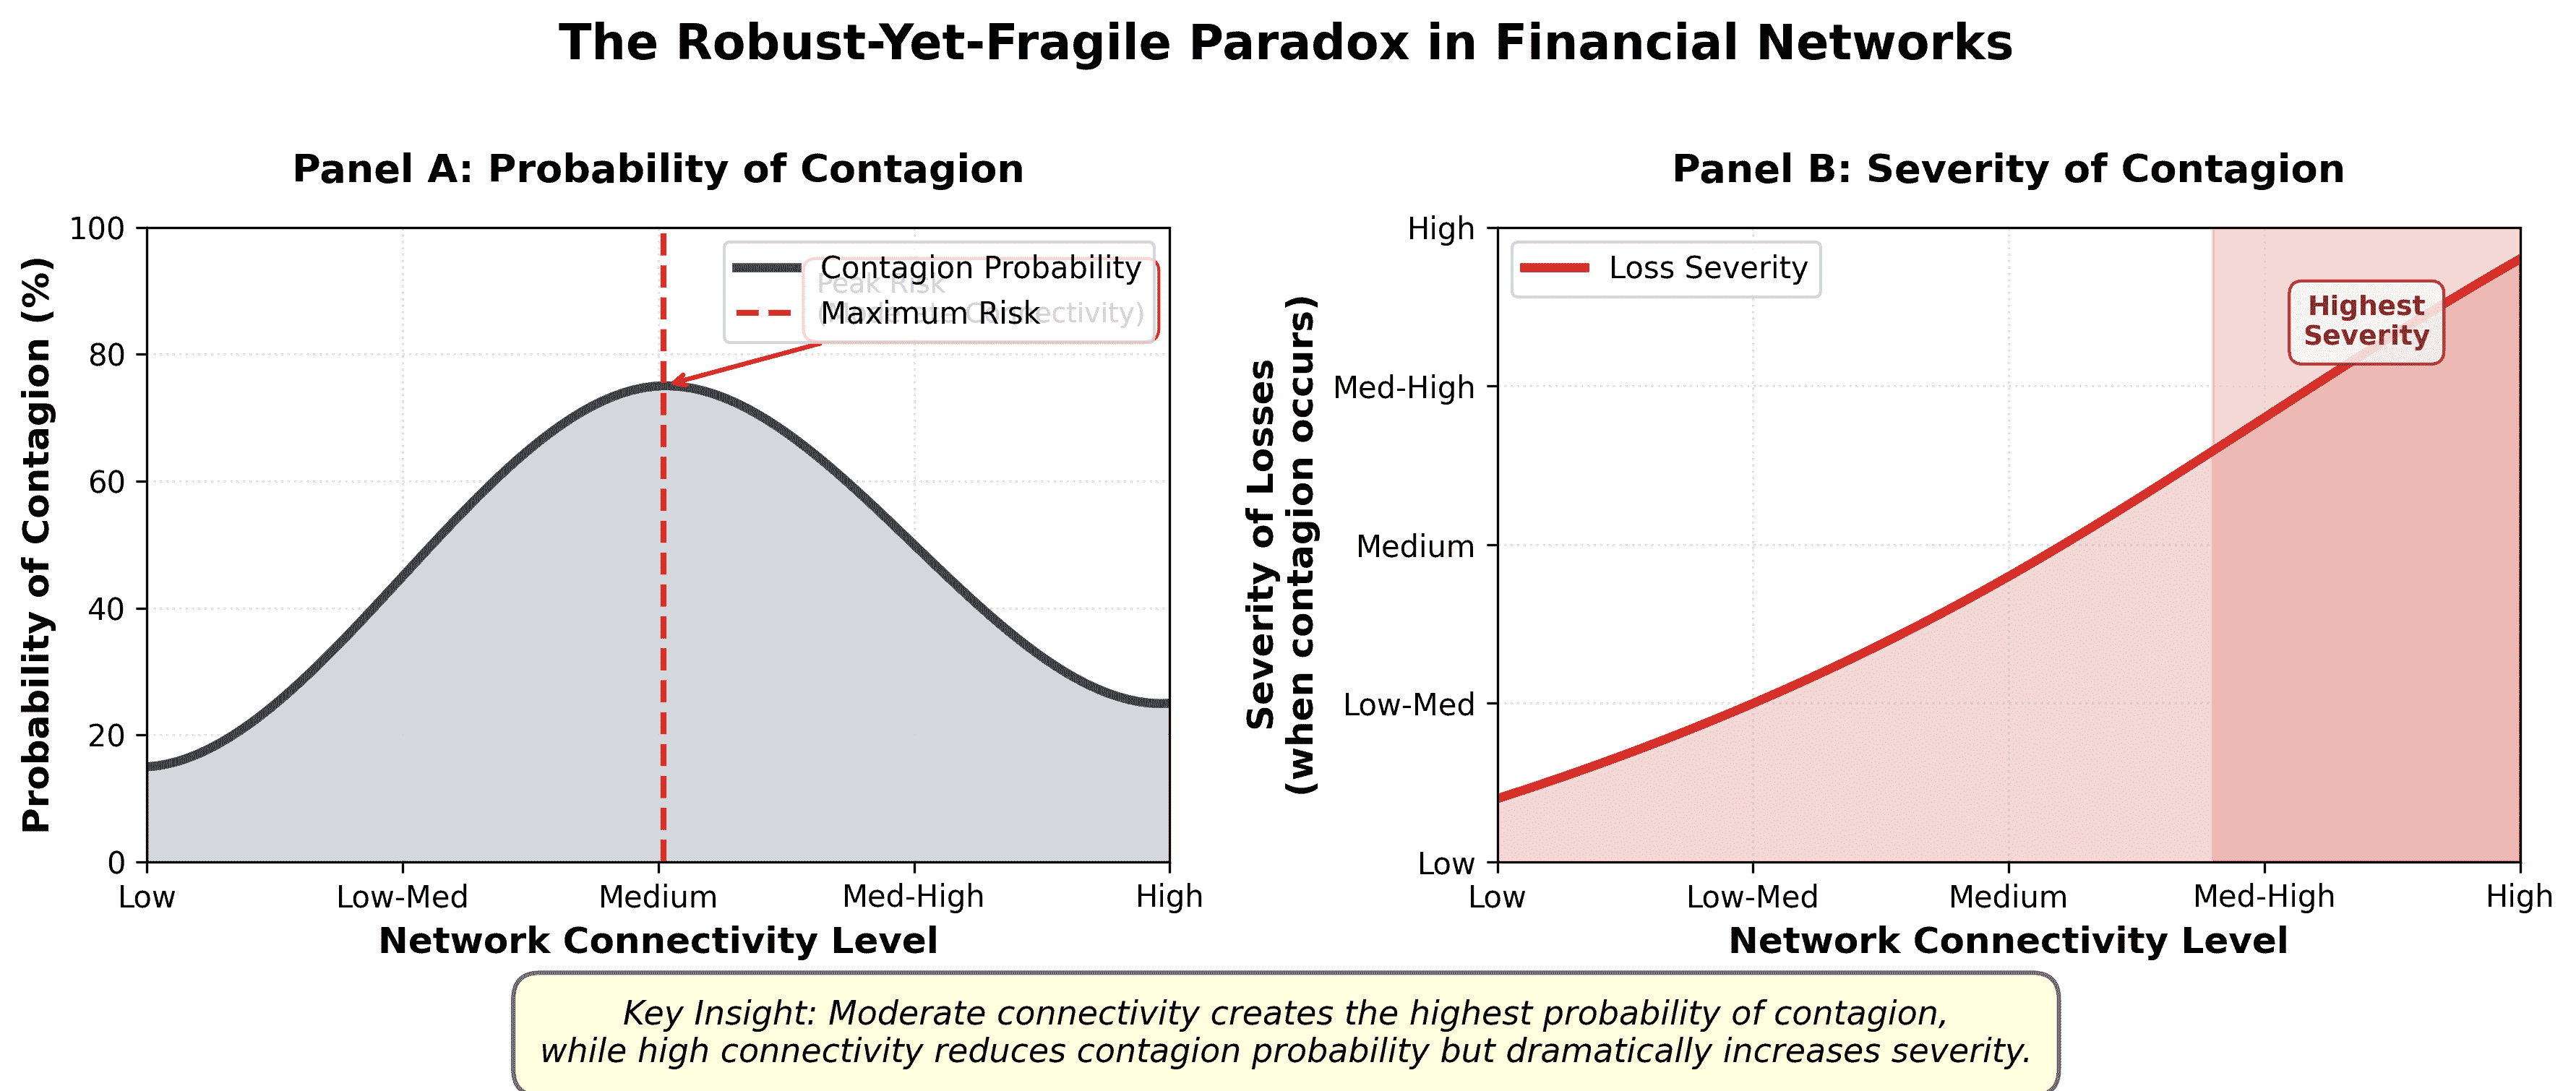 The Robust-Yet-Fragile Paradox in Financial Networks
Panel A: Probability of Contagion
Probability of Contagion (%)
100
80
60
40
20
0
Contagion Probability
Maximum Risk
Peak Risk
Low
Low-Med
Medium
Med-High
High
Network Connectivity Level
Panel B: Severity of Contagion
Severity of Losses
(when contagion occurs)
High
Med-High
Medium
Low-Med
Low
Loss Severity
Highest
Severity
Low
Low-Med
Medium
Med-High
High
Network Connectivity Level
Key Insight: Moderate connectivity creates the highest probability of contagion,
while high connectivity reduces contagion probability but dramatically increases severity.